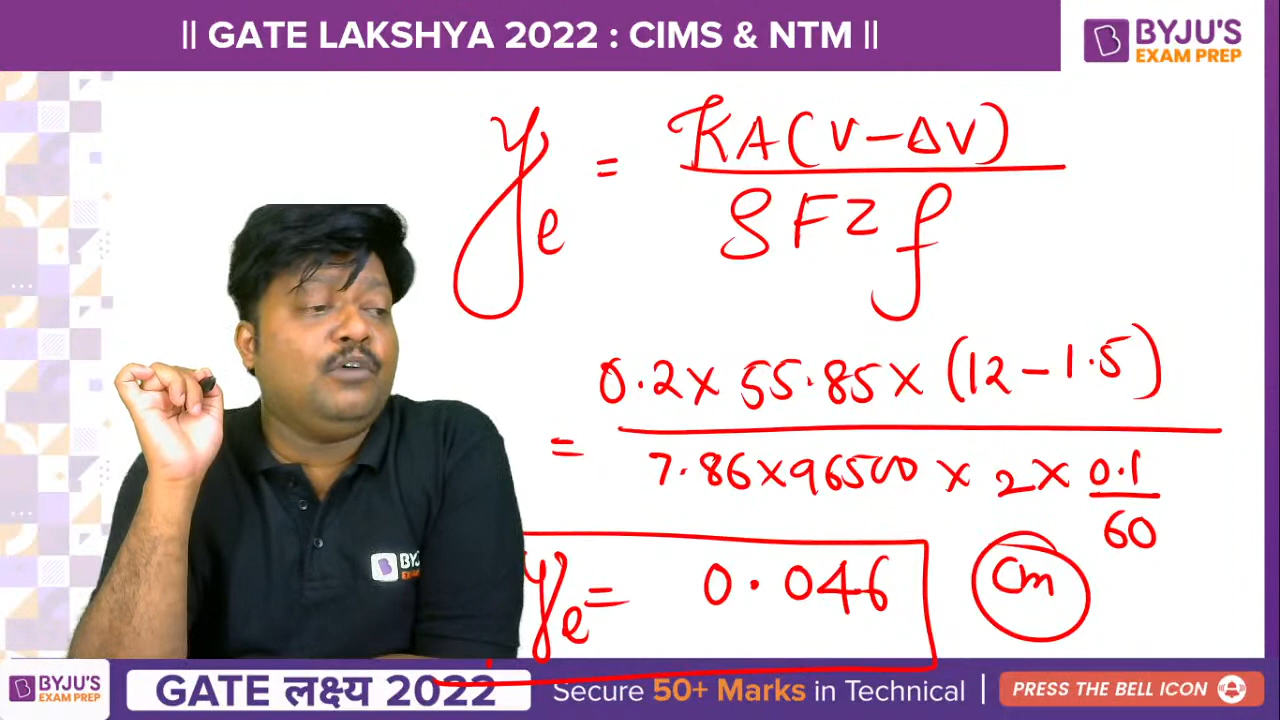 || GATE LAKSHYA 2022 : CIMS & NTM ||
BYJU'S
EXAM PREP
ye = KA(V-ΔV)
ρFZf
= 0.2 x 55.85 x (12-1.5)
7.86 x 96500 x 2 x 0.1
60
ye = 0.046 cm
BYJU'S
EXAM PREP
GATE लक्ष्य 2022
Secure 50+ Marks in Technical |
PRESS THE BELL ICON